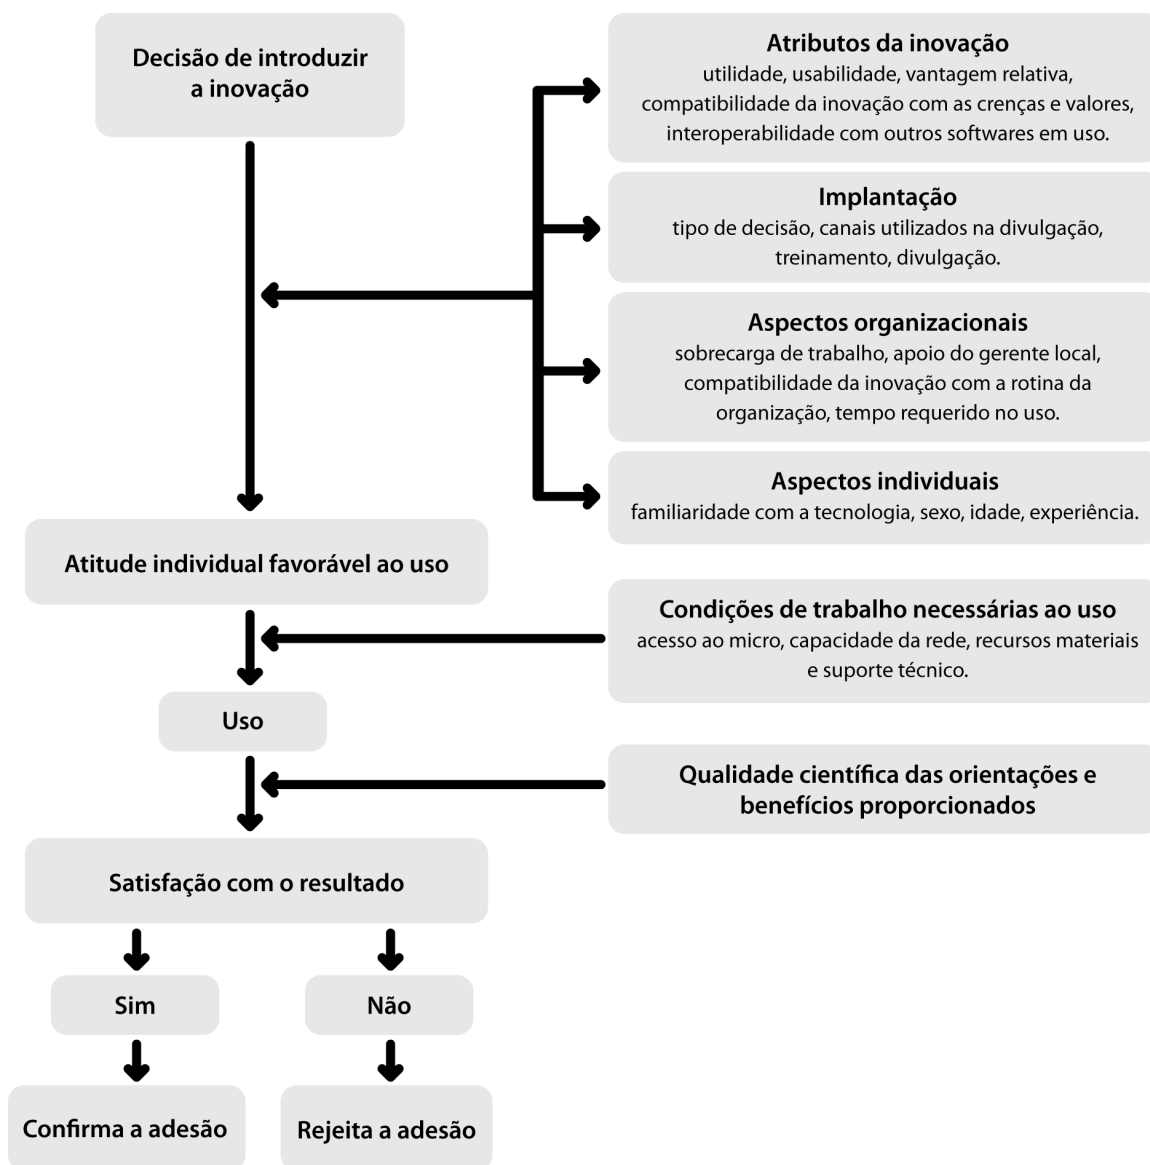 Decisão de introduzir
a inovação
Atributos da inovação
utilidade, usabilidade, vantagem relativa,
compatibilidade da inovação com as crenças e valores,
interoperabilidade com outros softwares em uso.
Implantação
tipo de decisão, canais utilizados na divulgação,
treinamento, divulgação.
Aspectos organizacionais
sobrecarga de trabalho, apoio do gerente local,
compatibilidade da inovação com a rotina da
organização, tempo requerido no uso.
Aspectos individuais
familiaridade com a tecnologia, sexo, idade, experiência.
Atitude individual favorável ao uso
Condições de trabalho necessárias ao uso
acesso ao micro, capacidade da rede, recursos materiais
e suporte técnico.
Uso
Qualidade científica das orientações e
benefícios proporcionados
Satisfação com o resultado
Sim
Não
Confirma a adesão
Rejeita a adesão